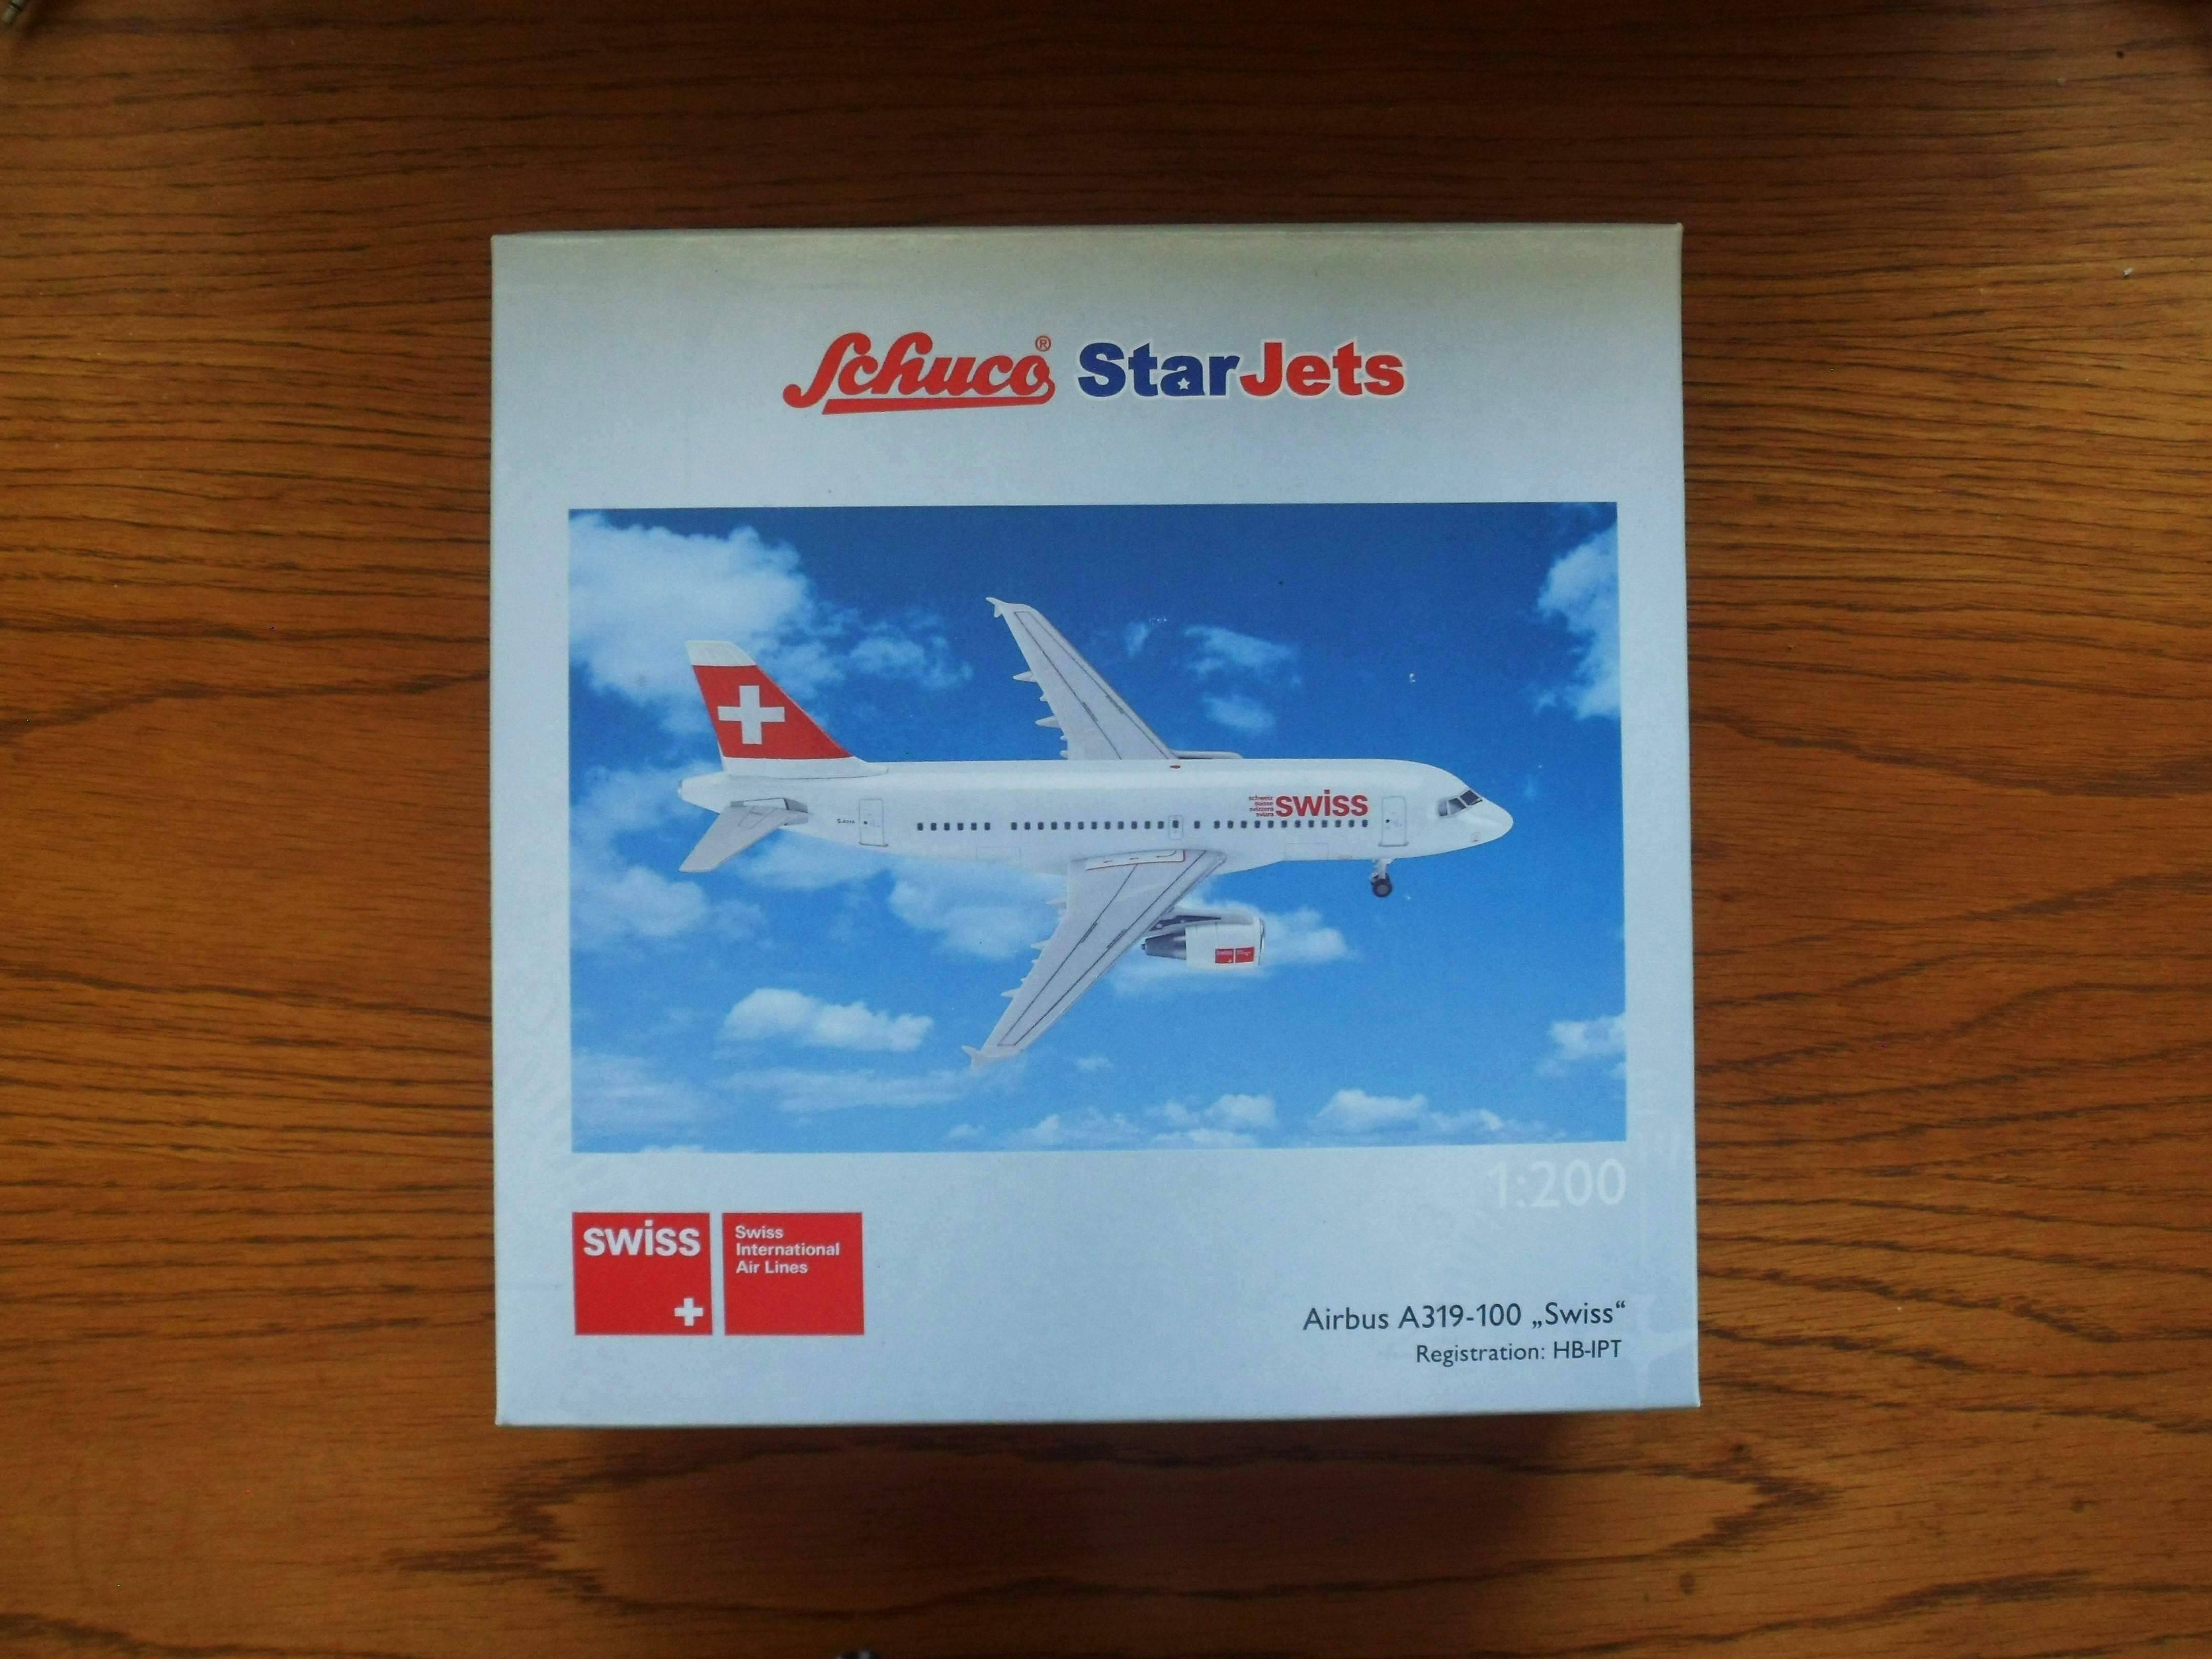 Schuco® StarJets
swiss
1:200
swiss
Swiss
International
Air Lines
Airbus A319-100 „Swiss“
Registration: HB-IPT